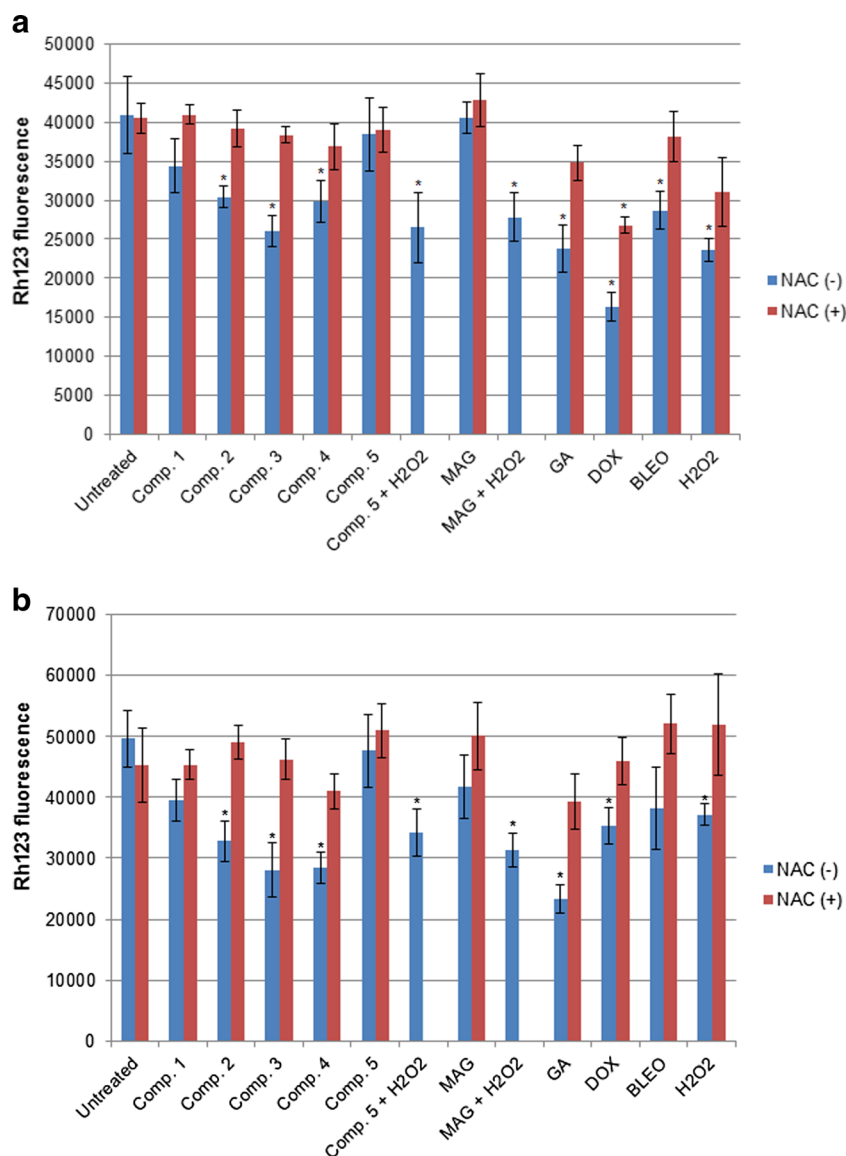 a
50000
45000
40000
35000
30000
25000
20000
15000
10000
5000
0
Rh123 fluorescence
* * * * * * * * * *
Untreated
Comp. 1
Comp. 2
Comp. 3
Comp. 4
Comp. 5
Comp. 5 + H2O2
MAG
MAG + H2O2
GA
DOX
BLEO
H2O2
NAC (-)
NAC (+)
b
70000
60000
50000
40000
30000
20000
10000
0
Rh123 fluorescence
* * * * * * * *
Untreated
Comp. 1
Comp. 2
Comp. 3
Comp. 4
Comp. 5
Comp. 5 + H2O2
MAG
MAG + H2O2
GA
DOX
BLEO
H2O2
NAC (-)
NAC (+)